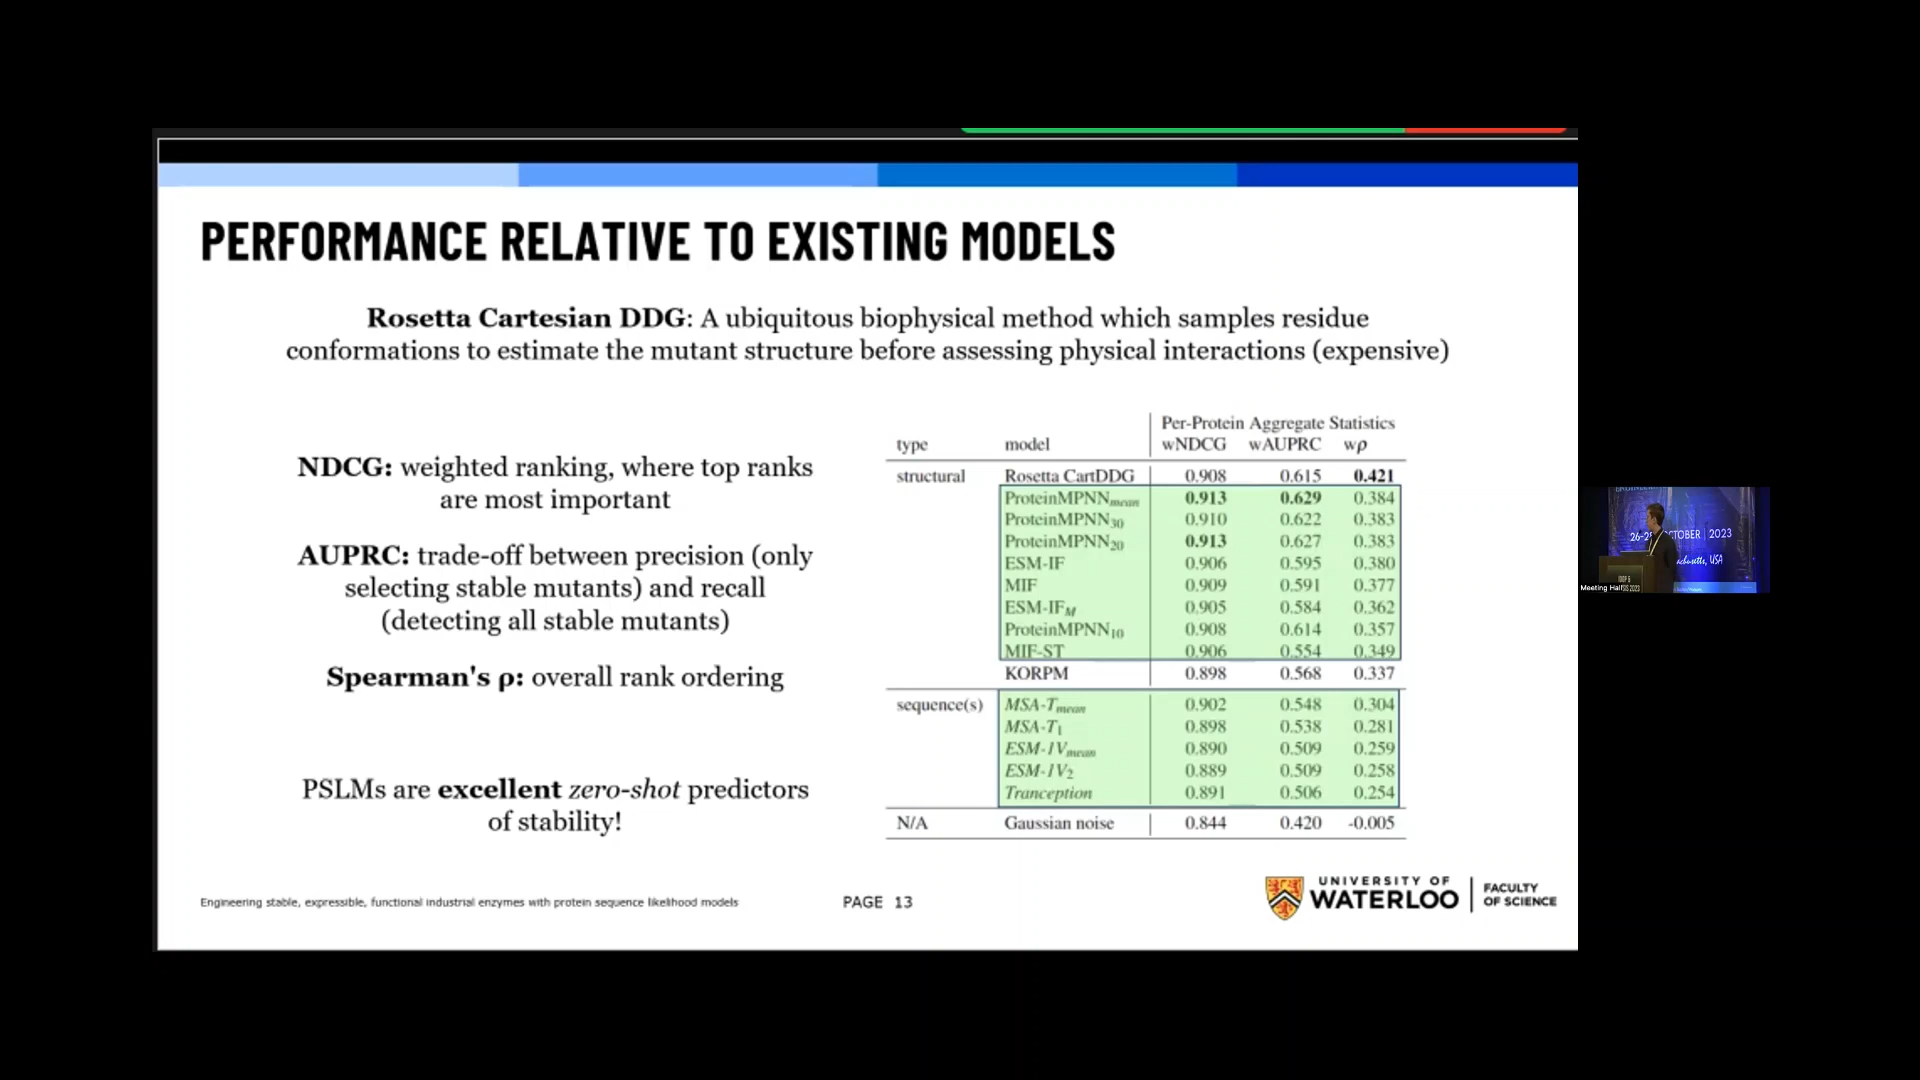 PERFORMANCE RELATIVE TO EXISTING MODELS
Rosetta Cartesian DDG: A ubiquitous biophysical method which samples residue
conformations to estimate the mutant structure before assessing physical interactions (expensive)
NDCG: weighted ranking, where top ranks
are most important
AUPRC: trade-off between precision (only
selecting stable mutants) and recall
(detecting all stable mutants)
Spearman's ρ: overall rank ordering
PSLMs are excellent zero-shot predictors
of stability!
Per-Protein Aggregate Statistics
type model wNDCG wAUPRC wρ
structural Rosetta CartDDG 0.908 0.615 0.421
ProteinMPNNmean 0.913 0.629 0.384
ProteinMPNN30 0.910 0.622 0.383
ProteinMPNN20 0.913 0.627 0.383
ESM-IF 0.906 0.595 0.380
MIF 0.909 0.591 0.377
ESM-IFM 0.905 0.584 0.362
ProteinMPNN10 0.908 0.614 0.357
MIF-ST 0.906 0.554 0.349
KORPM 0.898 0.568 0.337
sequence(s) MSA-Tmean 0.902 0.548 0.304
MSA-T1 0.898 0.538 0.281
ESM-1Vmean 0.890 0.509 0.259
ESM-1V2 0.889 0.509 0.258
Tranception 0.891 0.506 0.254
N/A Gaussian noise 0.844 0.420 -0.005
Engineering stable, expressible, functional industrial enzymes with protein sequence likelihood models
PAGE 13
UNIVERSITY OF
WATERLOO
FACULTY
OF SCIENCE
OCTOBER | 2023
USA
Meeting Hall